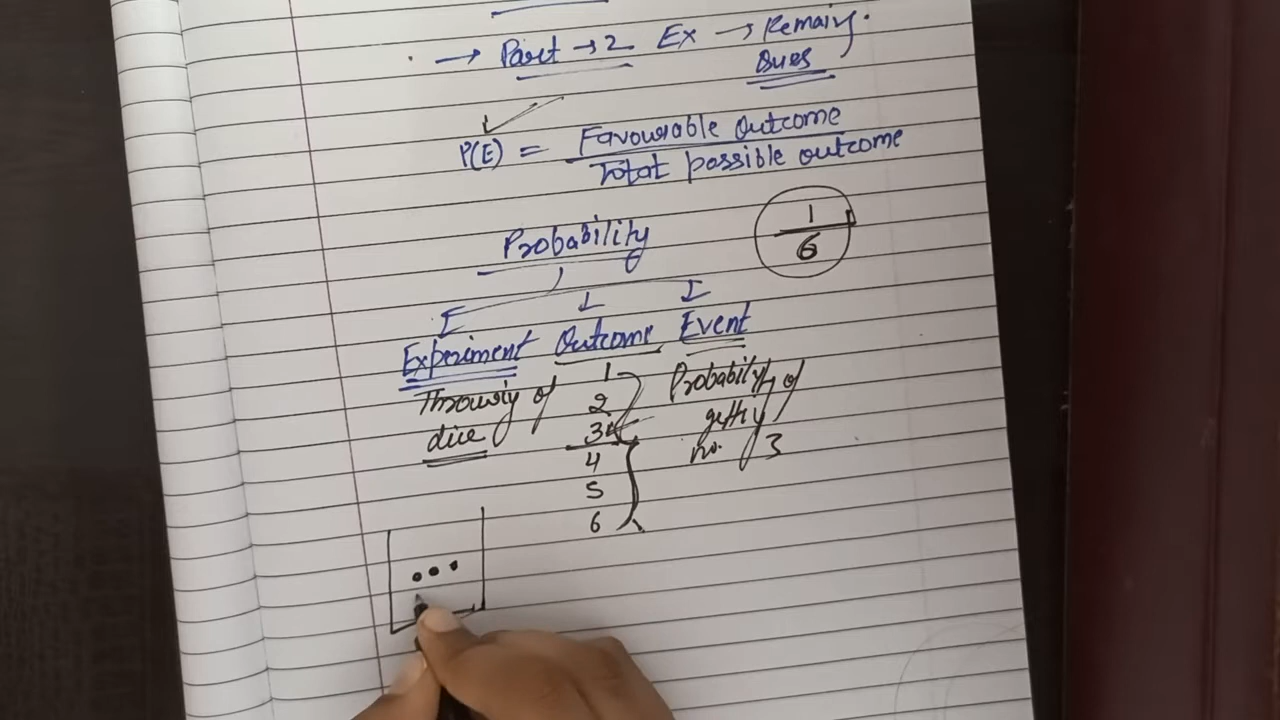 → Part → 2 Ex → Remaing.
Ques
P(E) = Favourable Outcome
Total possible outcome
1
6
Probability
Experiment Outcome Event
Throwing of dice
1
2
3
4
5
6
Probability of
getting
no. 3